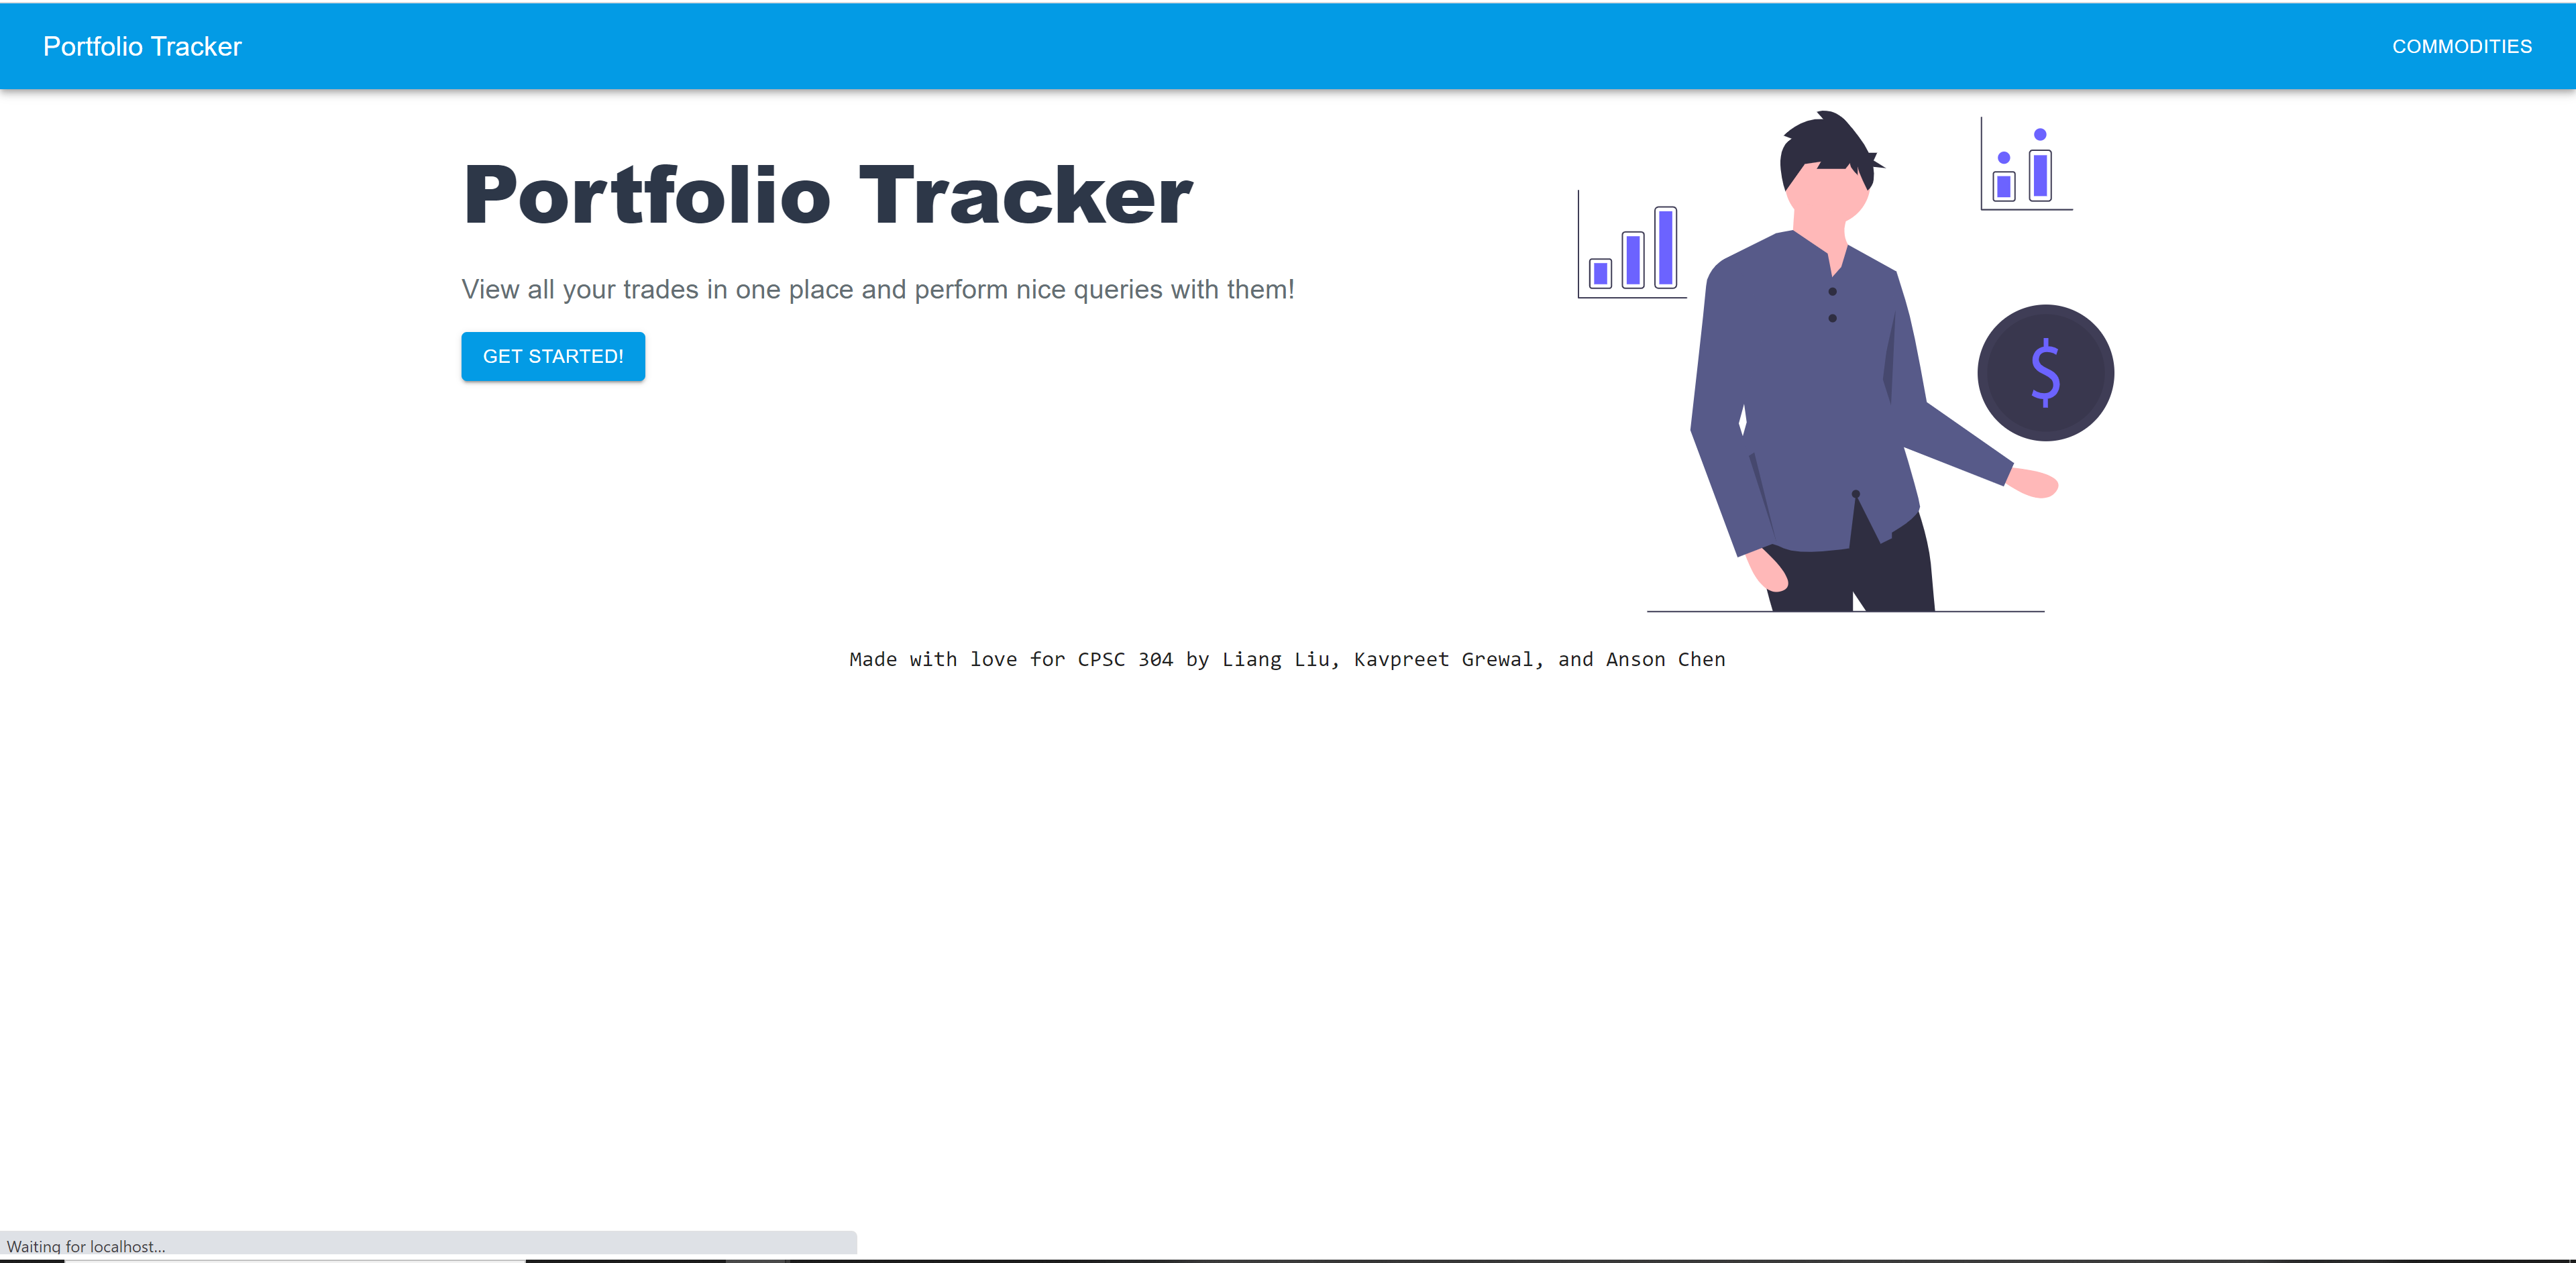 Portfolio Tracker
COMMODITIES
Portfolio Tracker
View all your trades in one place and perform nice queries with them!
GET STARTED!
$
Made with love for CPSC 304 by Liang Liu, Kavpreet Grewal, and Anson Chen
Waiting for localhost...